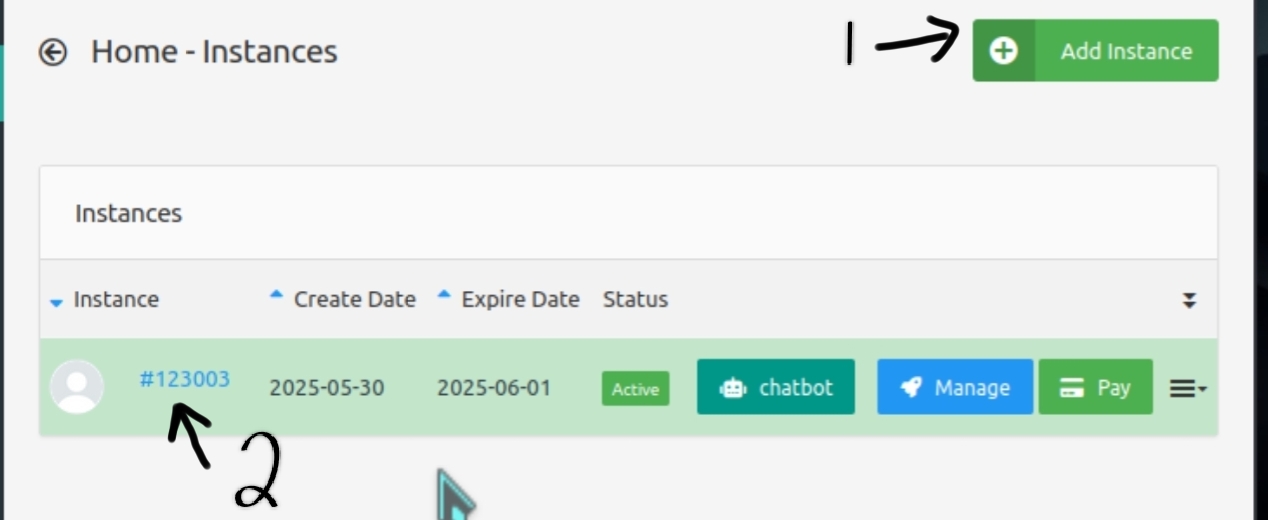 Home - Instances
1
Add Instance
Instances
Instance Create Date Expire Date Status
#123003 2025-05-30 2025-06-01 Active chatbot Manage Pay
2